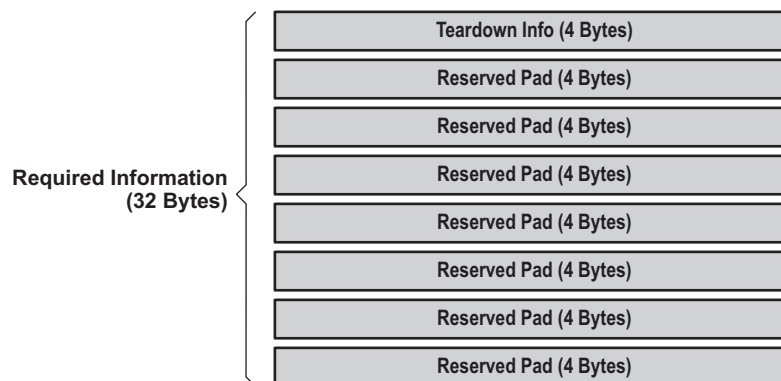 Teardown Info (4 Bytes)
Reserved Pad (4 Bytes)
Reserved Pad (4 Bytes)
Reserved Pad (4 Bytes)
Required Information
(32 Bytes)
Reserved Pad (4 Bytes)
Reserved Pad (4 Bytes)
Reserved Pad (4 Bytes)
Reserved Pad (4 Bytes)